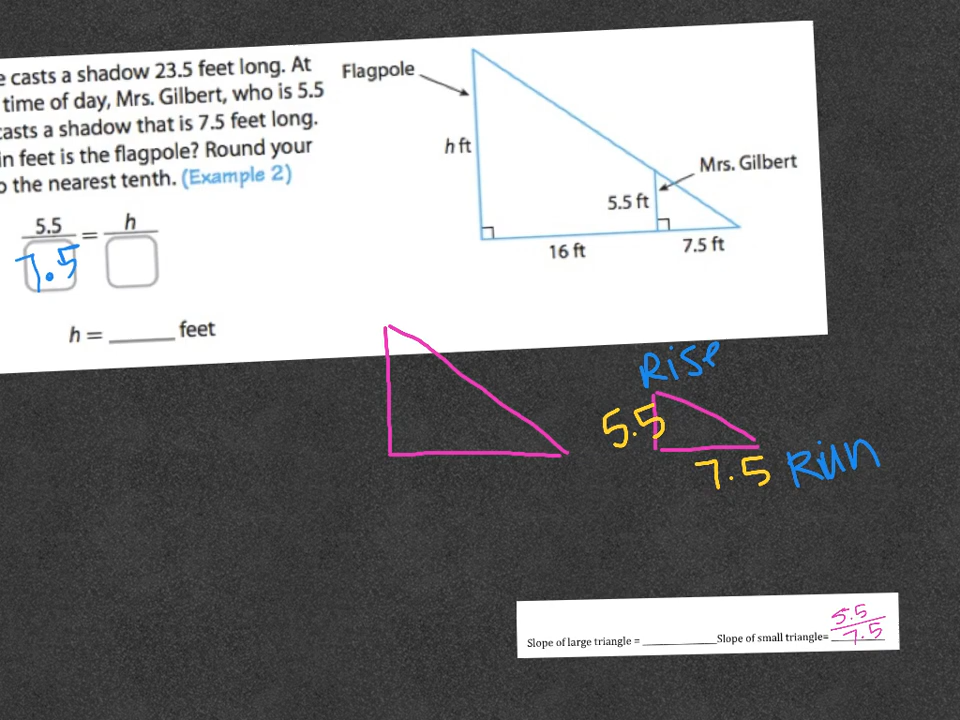 e casts a shadow 23.5 feet long. At
time of day, Mrs. Gilbert, who is 5.5
casts a shadow that is 7.5 feet long.
in feet is the flagpole? Round your
o the nearest tenth. (Example 2)
5.5 = h
7.5
h = ______ feet
Flagpole
h ft
Mrs. Gilbert
5.5 ft
16 ft
7.5 ft
Rise
5.5
7.5 Run
5.5
Slope of large triangle = ____________ Slope of small triangle=
7.5